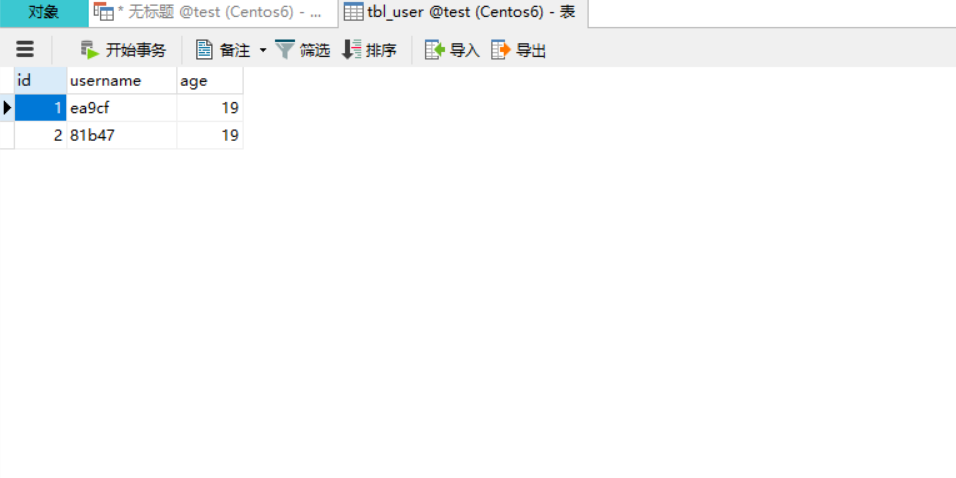 对象 * 无标题 @test (Centos6) - ... tbl_user @test (Centos6) - 表
开始事务 备注 筛选 排序 导入 导出
id username age
1 ea9cf 19
2 81b47 19